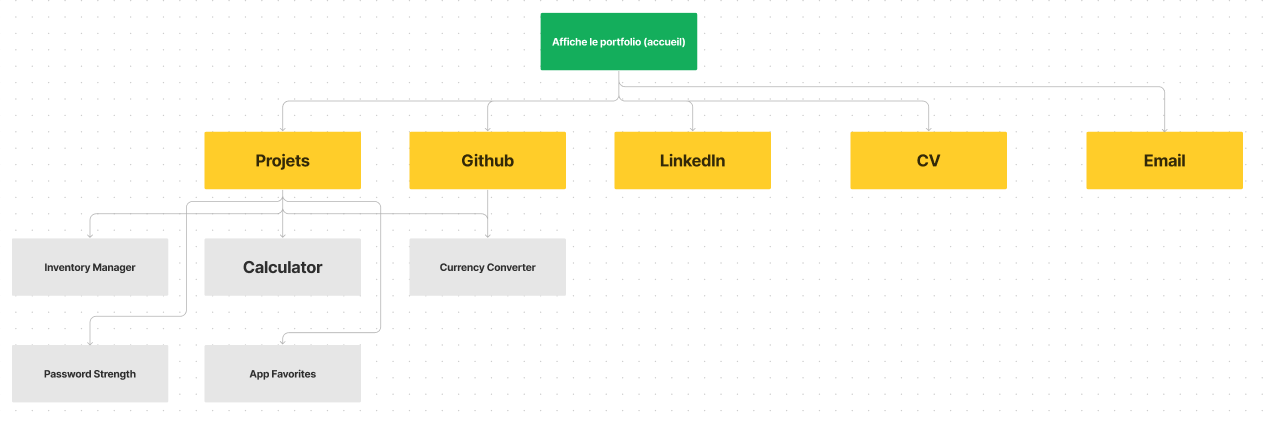 Affiche le portfolio (accueil)
Projets
Github
LinkedIn
CV
Email
Inventory Manager
Calculator
Currency Converter
Password Strength
App Favorites